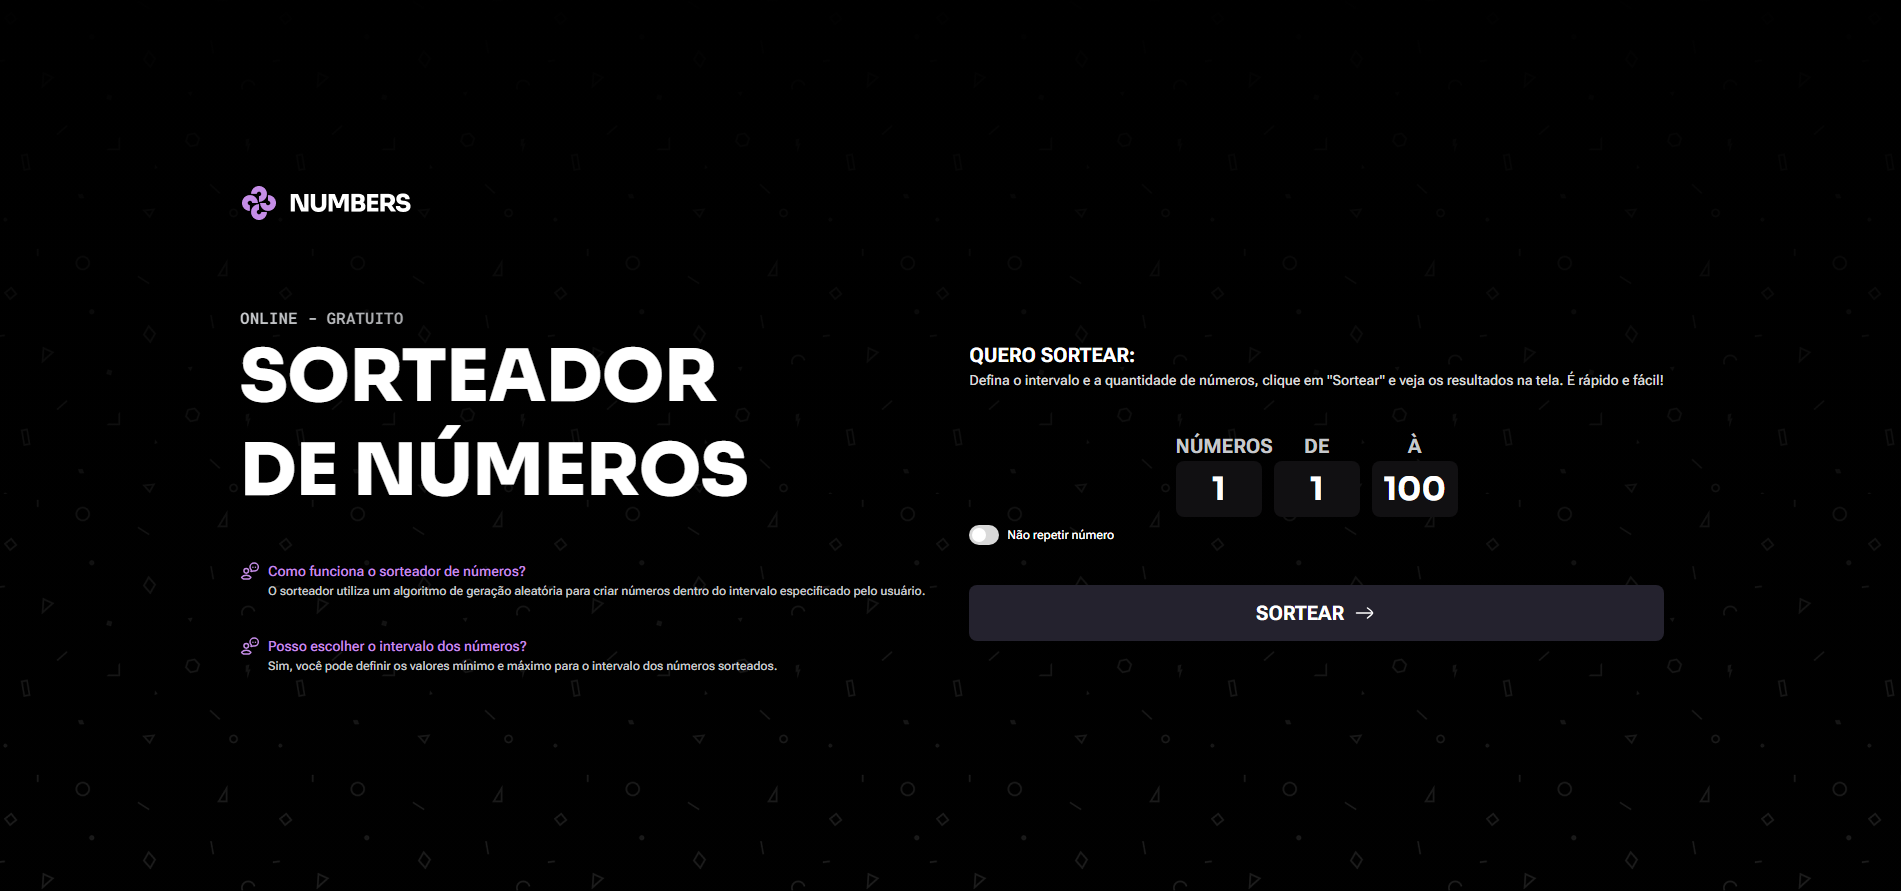 NUMBERS
ONLINE - GRATUITO
SORTEADOR
DE NÚMEROS
Como funciona o sorteador de números?
O sorteador utiliza um algoritmo de geração aleatória para criar números dentro do intervalo especificado pelo usuário.
Posso escolher o intervalo dos números?
Sim, você pode definir os valores mínimo e máximo para o intervalo dos números sorteados.
QUERO SORTEAR:
Defina o intervalo e a quantidade de números, clique em "Sortear" e veja os resultados na tela. É rápido e fácil!
NÚMEROS DE À
1 1 100
Não repetir número
SORTEAR →